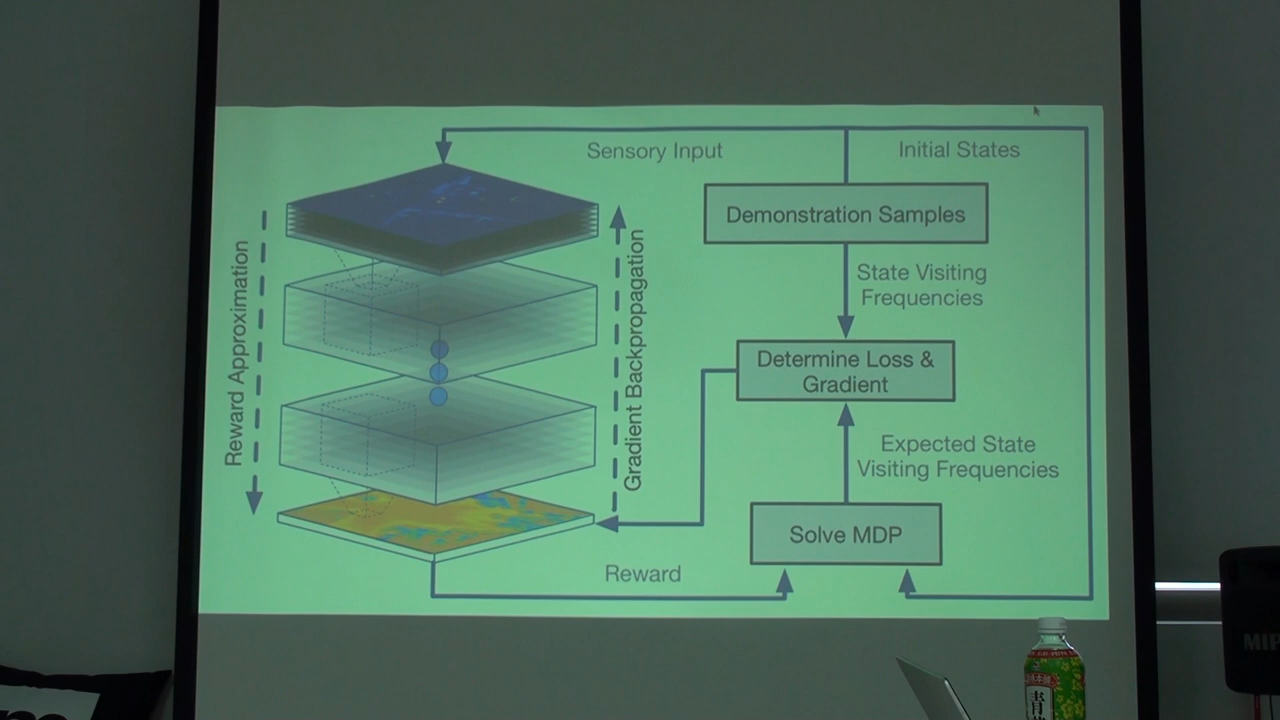 Sensory Input
Initial States
Demonstration Samples
State Visiting
Frequencies
Reward Approximation
Gradient Backpropagation
Determine Loss &
Gradient
Expected State
Visiting Frequencies
Solve MDP
Reward
青